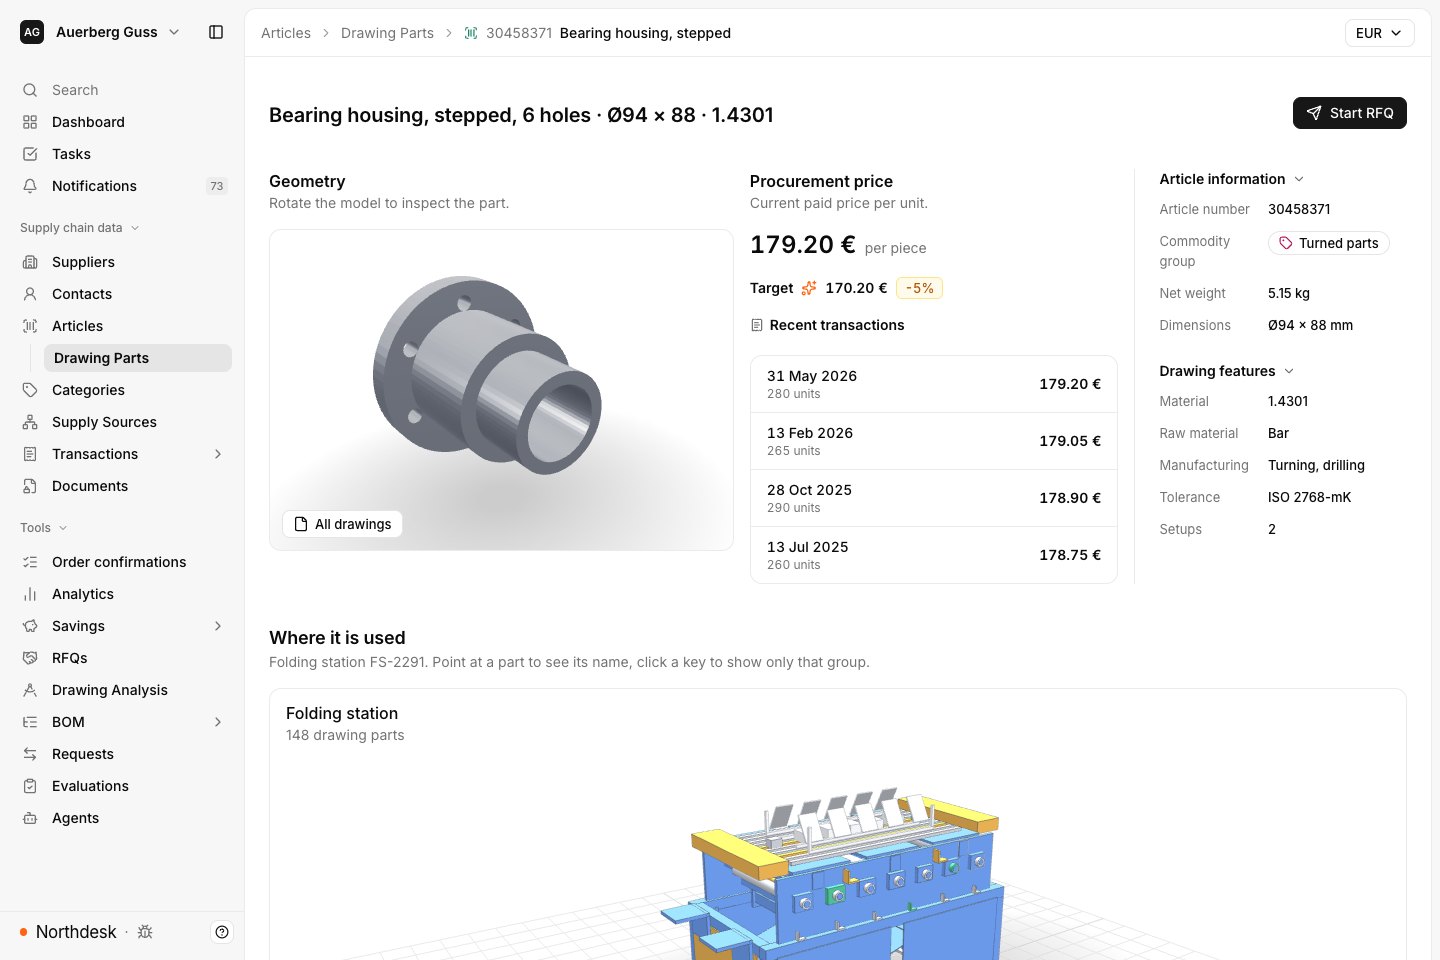 AG Auerberg Guss
Search
Dashboard
Tasks
Notifications 73
Supply chain data
Suppliers
Contacts
Articles
Drawing Parts
Categories
Supply Sources
Transactions
Documents
Tools
Order confirmations
Analytics
Savings
RFQs
Drawing Analysis
BOM
Requests
Evaluations
Agents
Northdesk ·
Articles Drawing Parts 30458371 Bearing housing, stepped
EUR
Bearing housing, stepped, 6 holes · Ø94 × 88 · 1.4301
Start RFQ
Geometry
Rotate the model to inspect the part.
All drawings
Procurement price
Current paid price per unit.
179.20 € per piece
Target 170.20 € -5%
Recent transactions
31 May 2026
280 units
179.20 €
13 Feb 2026
265 units
179.05 €
28 Oct 2025
290 units
178.90 €
13 Jul 2025
260 units
178.75 €
Article information
Article number 30458371
Commodity group Turned parts
Net weight 5.15 kg
Dimensions Ø94 × 88 mm
Drawing features
Material 1.4301
Raw material Bar
Manufacturing Turning, drilling
Tolerance ISO 2768-mK
Setups 2
Where it is used
Folding station FS-2291. Point at a part to see its name, click a key to show only that group.
Folding station
148 drawing parts